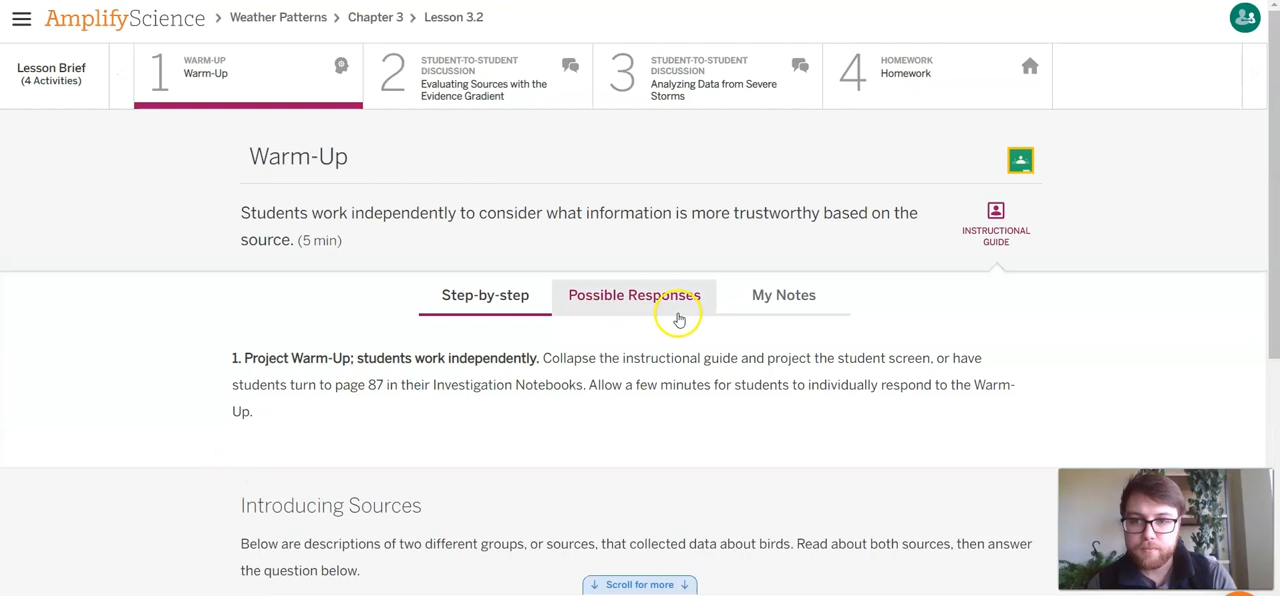 AmplifyScience > Weather Patterns > Chapter 3 > Lesson 3.2
Lesson Brief
(4 Activities)
1
WARM-UP
Warm-Up
2
STUDENT-TO-STUDENT
DISCUSSION
Evaluating Sources with the
Evidence Gradient
3
STUDENT-TO-STUDENT
DISCUSSION
Analyzing Data from Severe
Storms
4
HOMEWORK
Homework
Warm-Up
Students work independently to consider what information is more trustworthy based on the
source. (5 min)
INSTRUCTIONAL
GUIDE
Step-by-step
Possible Responses
My Notes
1. Project Warm-Up; students work independently. Collapse the instructional guide and project the student screen, or have
students turn to page 87 in their Investigation Notebooks. Allow a few minutes for students to individually respond to the Warm-
Up.
Introducing Sources
Below are descriptions of two different groups, or sources, that collected data about birds. Read about both sources, then answer
the question below.
Scroll for more